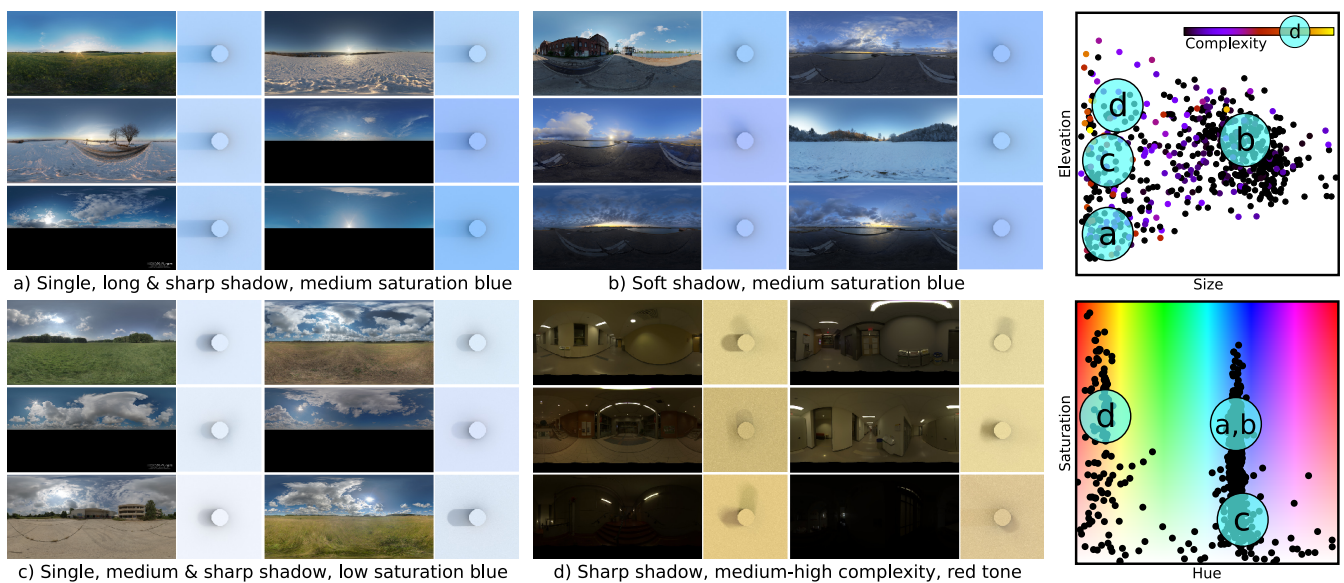 a) Single, long & sharp shadow, medium saturation blue
b) Soft shadow, medium saturation blue
c) Single, medium & sharp shadow, low saturation blue
d) Sharp shadow, medium-high complexity, red tone
Complexity
d
d
b
c
a
Elevation
Size
d
a,b
c
Saturation
Hue